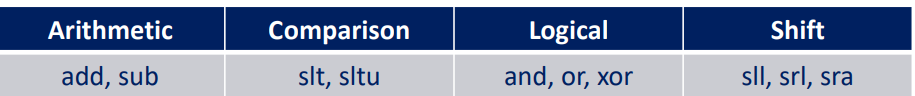 Arithmetic Comparison Logical Shift
add, sub slt, sltu and, or, xor sll, srl, sra